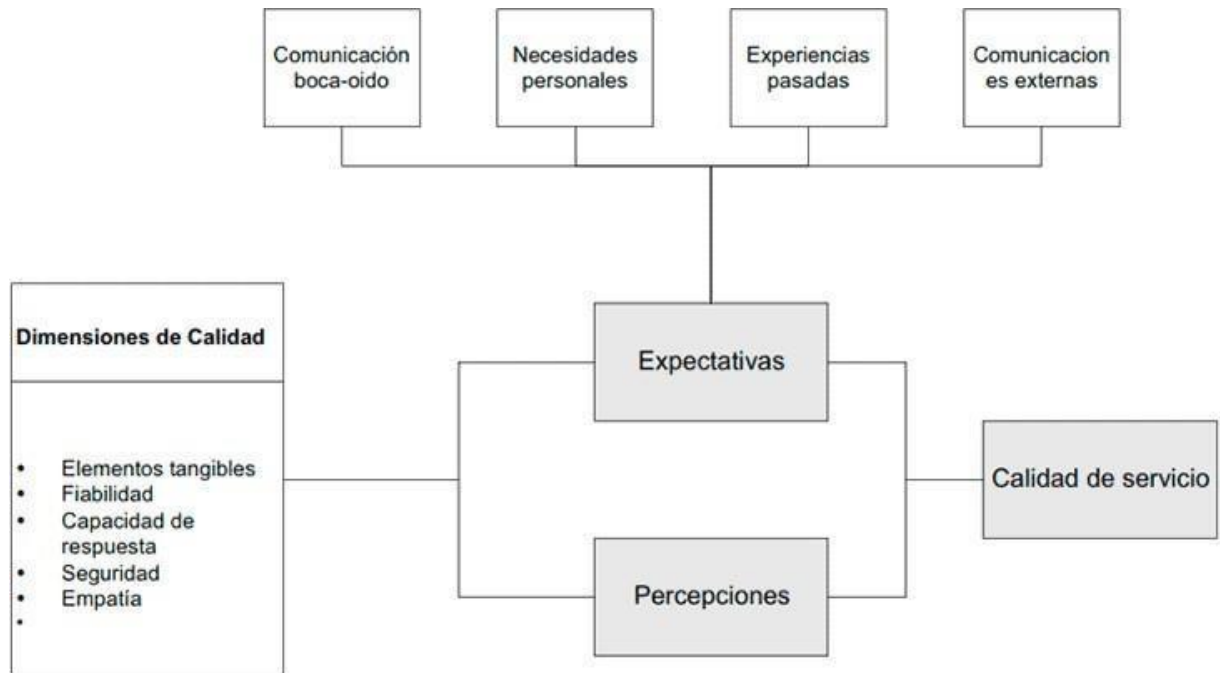 Comunicación
boca-oido
Necesidades
personales
Experiencias
pasadas
Comunicacion
es externas
Dimensiones de Calidad
• Elementos tangibles
• Fiabilidad
• Capacidad de
respuesta
• Seguridad
• Empatía
•
Expectativas
Percepciones
Calidad de servicio